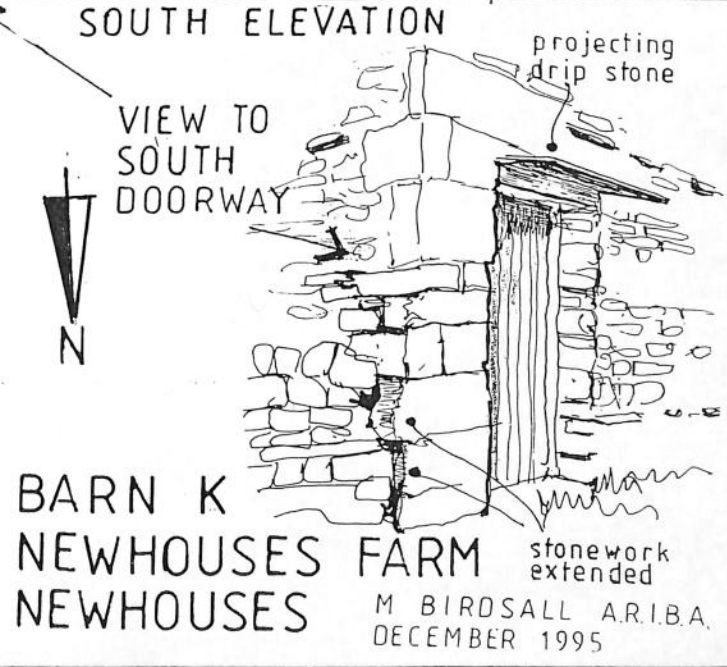 SOUTH ELEVATION
projecting
drip stone
VIEW TO
SOUTH
DOORWAY
N
BARN K
NEWHOUSES FARM
NEWHOUSES
stonework
extended
M BIRDSALL A.R.I.B.A.
DECEMBER 1995